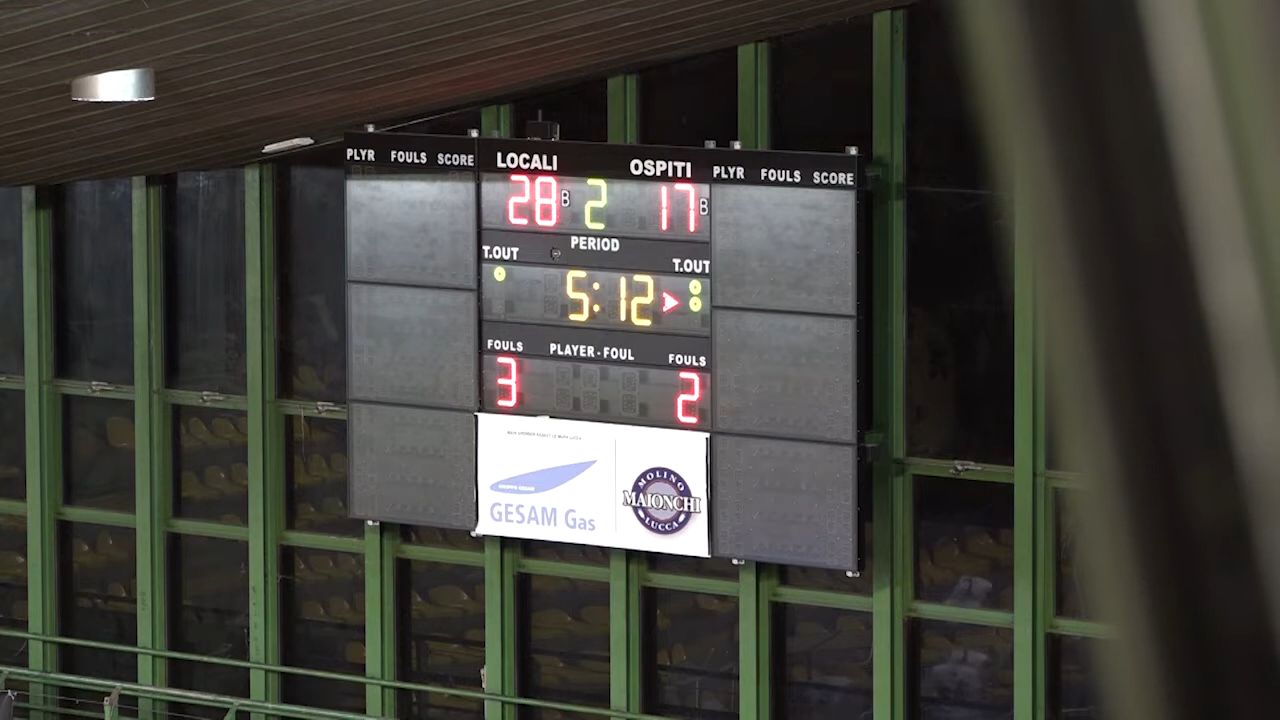 PLYR FOULS SCORE LOCALI OSPITI PLYR FOULS SCORE
28 B 2 17 B
PERIOD
T.OUT T.OUT
5:12
FOULS PLAYER-FOUL FOULS
3 2
GESAM Gas
MOLINO
MAIONCHI
LUCCA